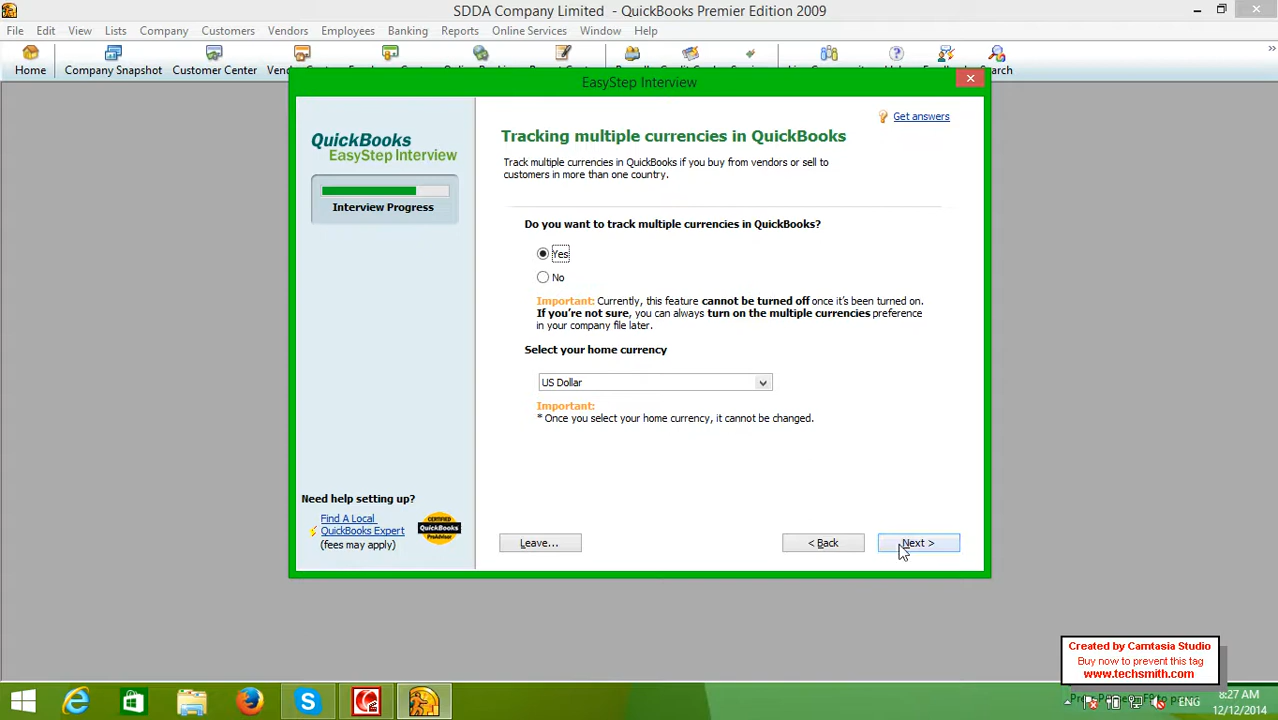 SDDA Company Limited - QuickBooks Premier Edition 2009
File Edit View Lists Company Customers Vendors Employees Banking Reports Online Services Window Help
Home Company Snapshot Customer Center
EasyStep Interview
Get answers
QuickBooks
EasyStep Interview
Interview Progress
Tracking multiple currencies in QuickBooks
Track multiple currencies in QuickBooks if you buy from vendors or sell to
customers in more than one country.
Do you want to track multiple currencies in QuickBooks?
Yes
No
Important: Currently, this feature cannot be turned off once it's been turned on.
If you're not sure, you can always turn on the multiple currencies preference
in your company file later.
Select your home currency
US Dollar
Important:
* Once you select your home currency, it cannot be changed.
Need help setting up?
Find A Local
QuickBooks Expert
(fees may apply)
CERTIFIED
QuickBooks
ProAdvisor
Leave...
< Back
Next >
Created by Camtasia Studio
Buy now to prevent this tag
www.techsmith.com
ENG
8:27 AM
12/12/2014